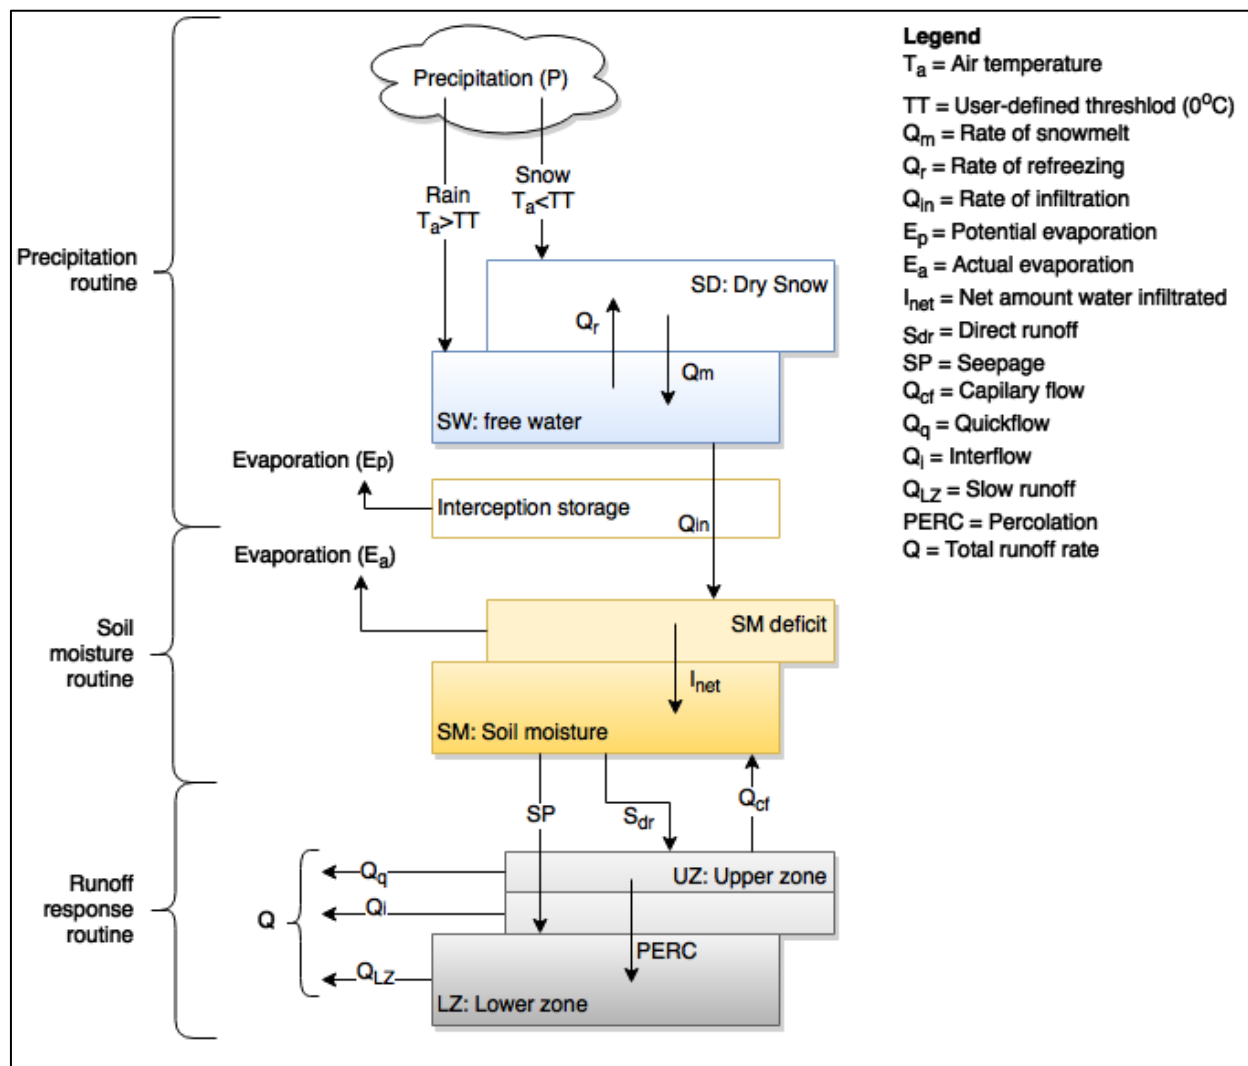 Precipitation (P)
Snow
Tₐ<TT
Rain
Tₐ>TT
Precipitation
routine
SD: Dry Snow
Qᵣ
Qm
SW: free water
Evaporation (Ep)
Interception storage
Qin
Evaporation (Eₐ)
SM deficit
Soil
moisture
routine
Iₙₑₜ
SM: Soil moisture
SP
Sdr
Qcf
Runoff
response
routine
Q
Qq
Qi
QLZ
UZ: Upper zone
PERC
LZ: Lower zone
Legend
Tₐ = Air temperature
TT = User-defined threshlod (0⁰C)
Qₘ = Rate of snowmelt
Qᵣ = Rate of refreezing
Qᵢₙ = Rate of infiltration
Eₚ = Potential evaporation
Eₐ = Actual evaporation
Iₙₑₜ = Net amount water infiltrated
Sdr = Direct runoff
SP = Seepage
Qcf = Capilary flow
Qq = Quickflow
Qi = Interflow
QLZ = Slow runoff
PERC = Percolation
Q = Total runoff rate